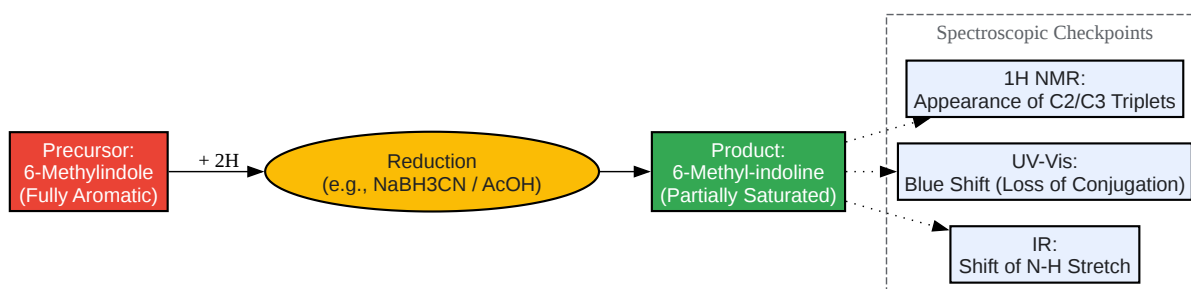 Spectroscopic Checkpoints
1H NMR:
Appearance of C2/C3 Triplets
Precursor:
6-Methylindole
(Fully Aromatic)
+ 2H
Reduction
(e.g., NaBH3CN / AcOH)
Product:
6-Methyl-indoline
(Partially Saturated)
UV-Vis:
Blue Shift (Loss of Conjugation)
IR:
Shift of N-H Stretch